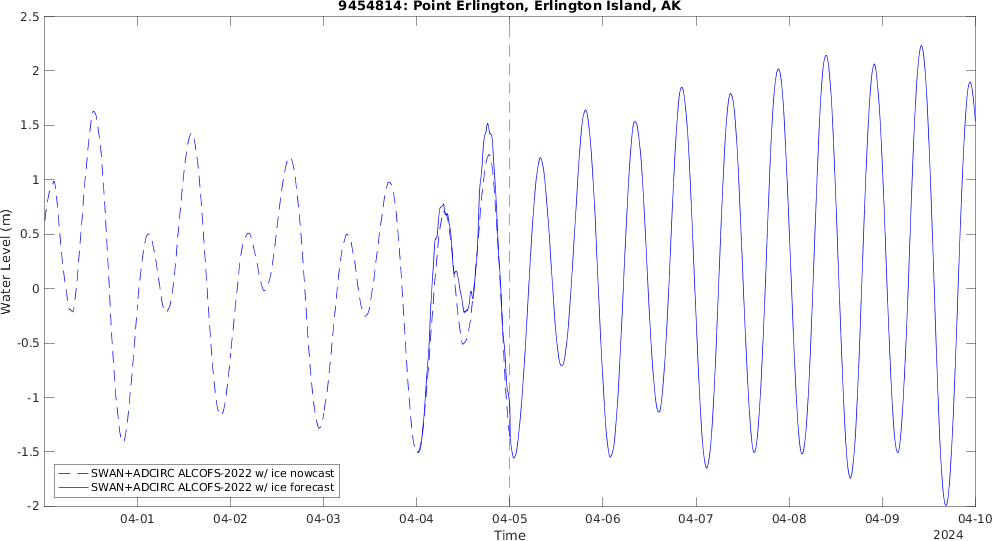 9454814: Point Erlington, Erlington Island, AK
2.5
2
1.5
1
0.5
0
-0.5
-1
-1.5
-2
Water Level (m)
SWAN+ADCIRC ALCOFS-2022 w/ ice nowcast
SWAN+ADCIRC ALCOFS-2022 w/ ice forecast
04-01 04-02 04-03 04-04 04-05 04-06 04-07 04-08 04-09 04-10
Time
2024